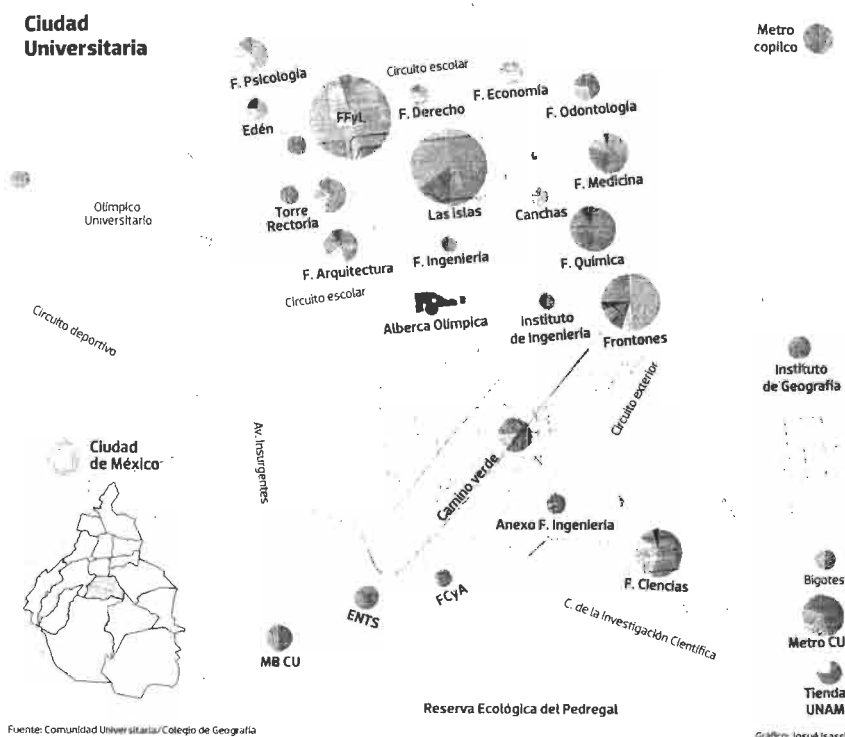 Ciudad
Universitaria
Metro
copilco
F. Psicología
Circuito escolar
F. Economía
Edén
FFyL
F. Derecho
F. Odontología
Olímpico
Universitario
Torre
Rectoría
Las islas
Canchas
F. Medicina
F. Arquitectura
F. Ingeniería
F. Química
Circuito escolar
Alberca Olímpica
Instituto
de Ingeniería
Frontones
Circuito deportivo
Instituto
de Geografía
Circuito exterior
Av. Insurgentes
Ciudad
de México
Camino verde
Anexo F. Ingeniería
F. Ciencias
Bigotes
ENTS
FCyA
C. de la Investigación Científica
Metro CU
MB CU
Tienda
UNAM
Reserva Ecológica del Pedregal
Fuente: Comunidad Universitaria/Colegio de Geografía